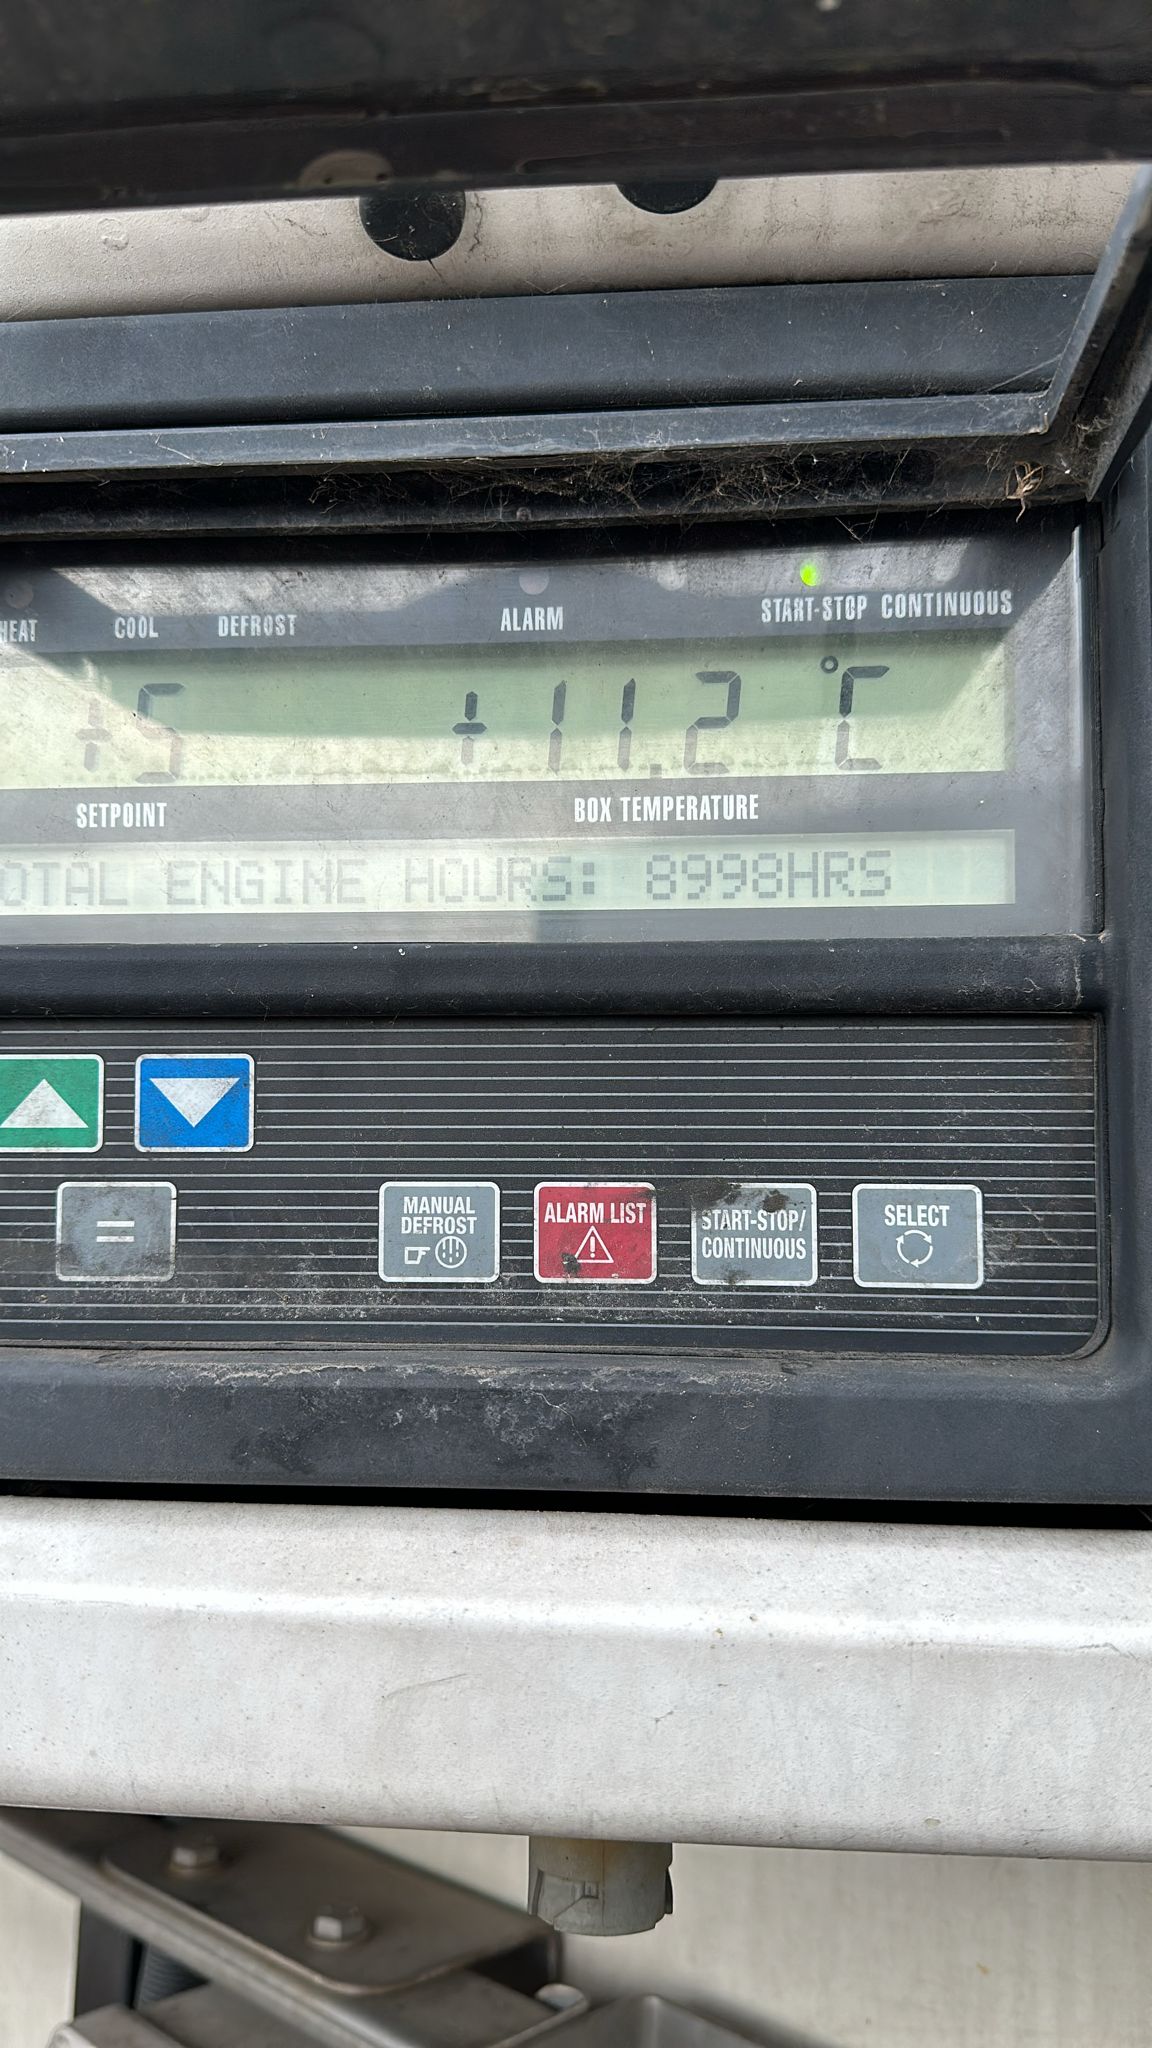 HEAT COOL DEFROST ALARM START-STOP CONTINUOUS
+5 +11.2 °C
SETPOINT BOX TEMPERATURE
OTAL ENGINE HOURS: 8998HRS
=
MANUAL DEFROST
ALARM LIST
START-STOP/
CONTINUOUS
SELECT